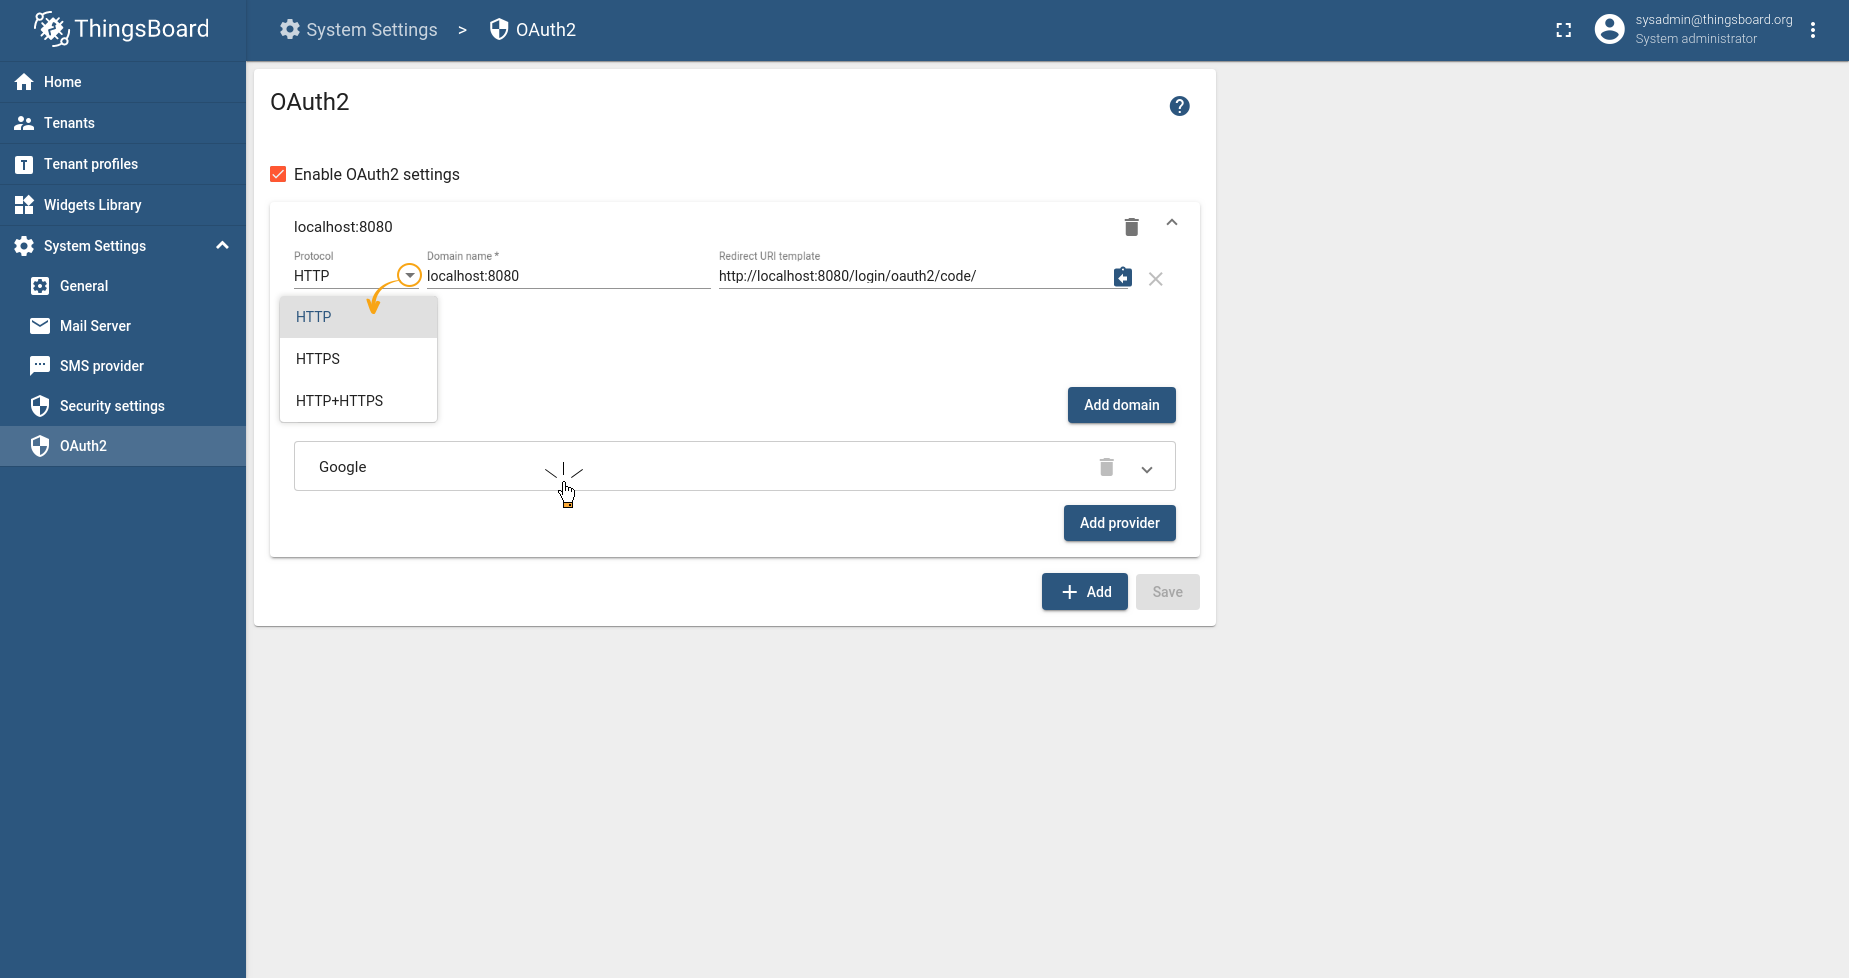 ThingsBoard
System Settings > OAuth2
sysadmin@thingsboard.org
System administrator
Home
Tenants
Tenant profiles
Widgets Library
System Settings
General
Mail Server
SMS provider
Security settings
OAuth2
OAuth2
Enable OAuth2 settings
localhost:8080
Protocol Domain name * Redirect URI template
HTTP localhost:8080 http://localhost:8080/login/oauth2/code/
HTTP
HTTPS
HTTP+HTTPS
Add domain
Google
Add provider
Add Save